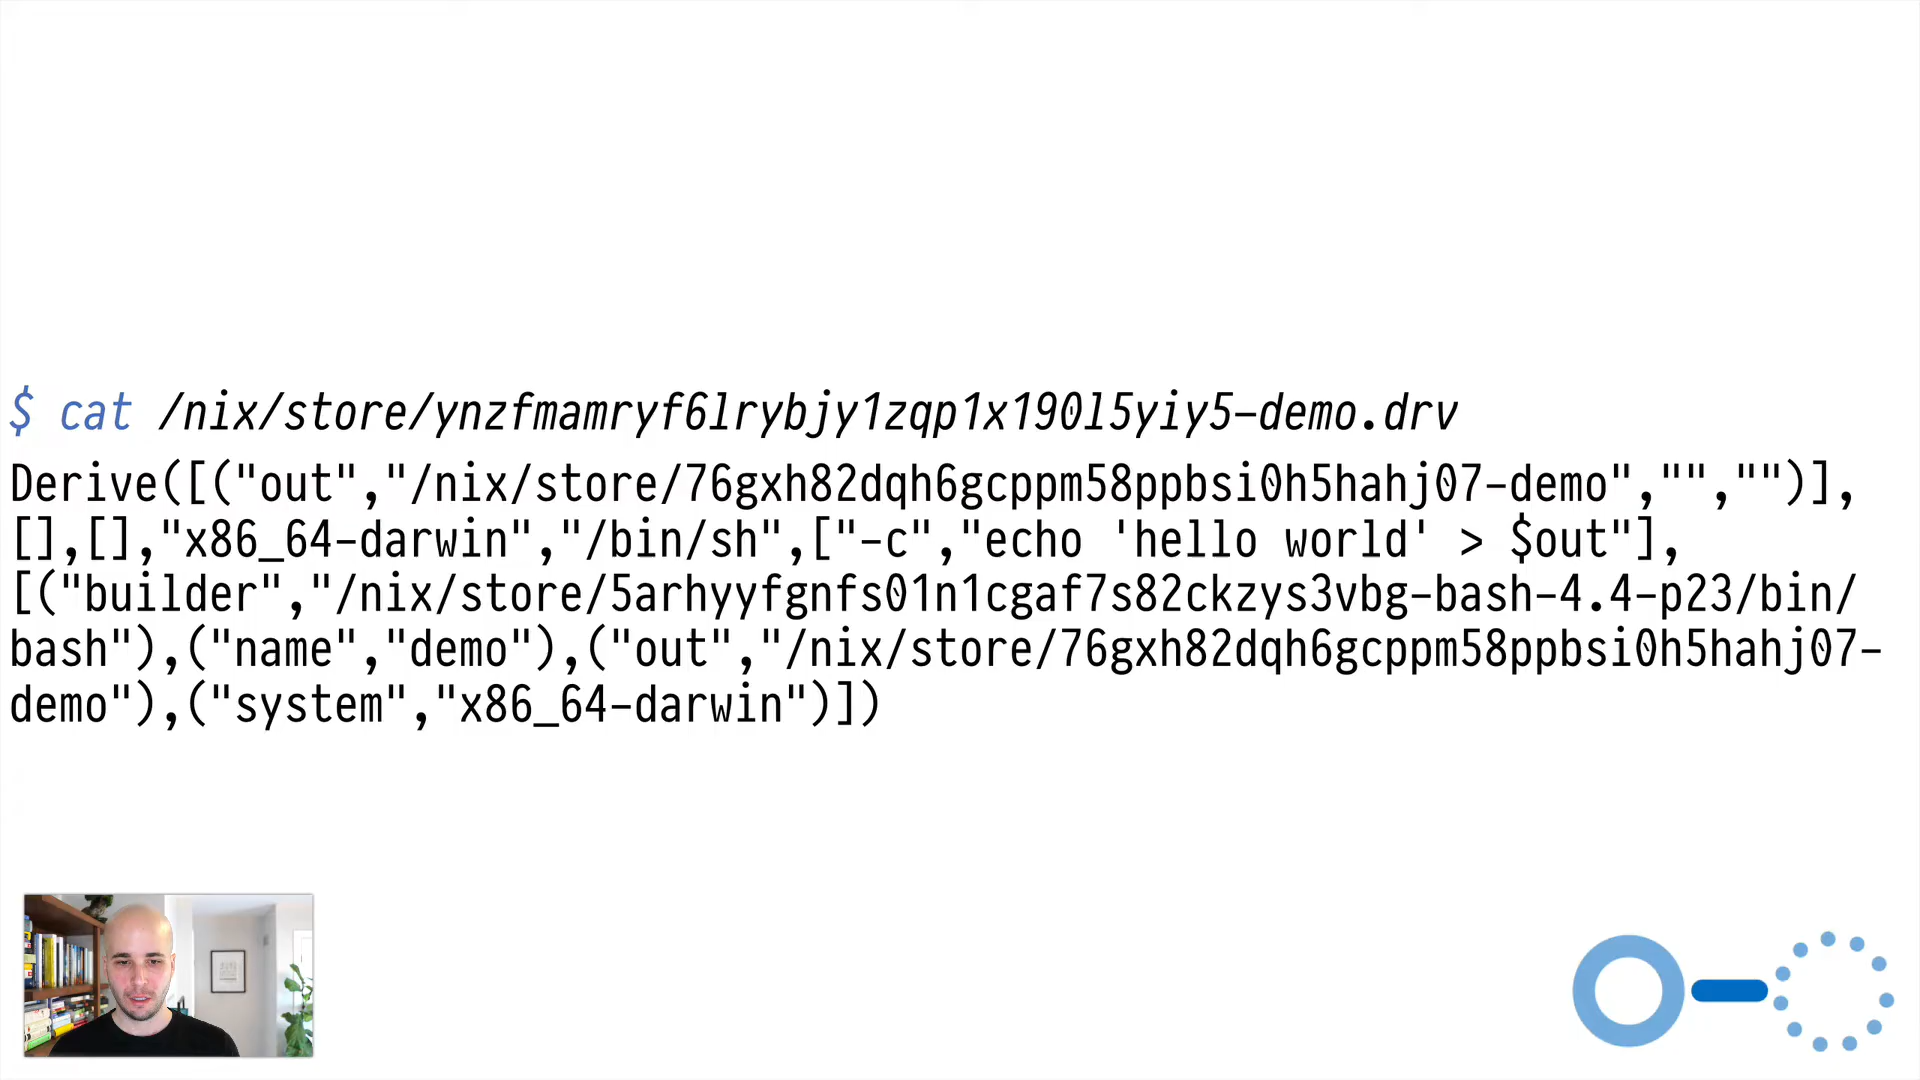 $ cat /nix/store/ynzfmamryf6lrybjy1zqp1x190l5yiy5-demo.drv
Derive([("out","/nix/store/76gxh82dqh6gcppm58ppbsi0h5hahj07-demo","","")],
[],[],"x86_64-darwin","/bin/sh",["-c","echo 'hello world' > $out"],
[("builder","/nix/store/5arhyyfgnfs01n1cgaf7s82ckzys3vbg-bash-4.4-p23/bin/
bash"),("name","demo"),("out","/nix/store/76gxh82dqh6gcppm58ppbsi0h5hahj07-
demo"),("system","x86_64-darwin")])